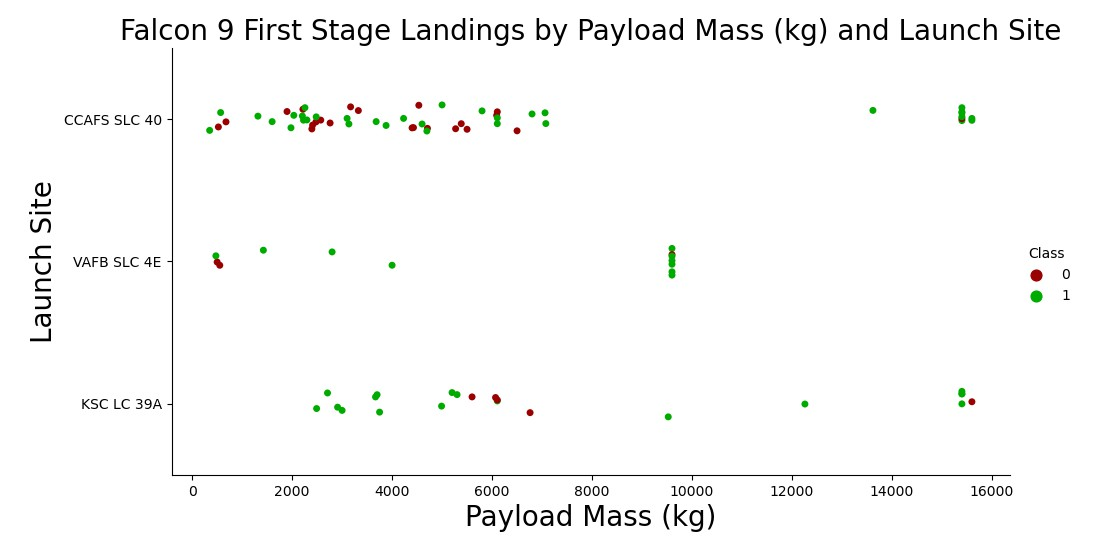 Falcon 9 First Stage Landings by Payload Mass (kg) and Launch Site
Launch Site
CCAFS SLC 40
VAFB SLC 4E
KSC LC 39A
0 2000 4000 6000 8000 10000 12000 14000 16000
Payload Mass (kg)
Class
0
1